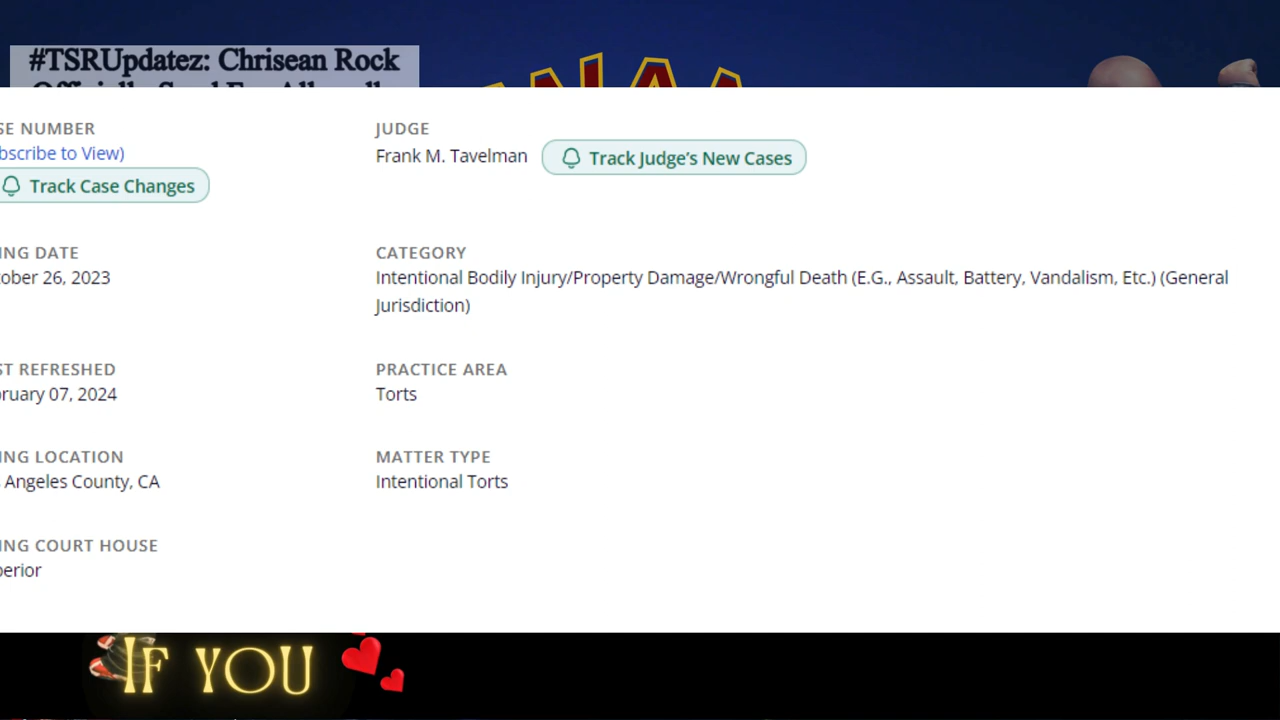 #TSRUpdatez: Chrisean Rock
SE NUMBER
bscribe to View)
Track Case Changes
JUDGE
Frank M. Tavelman
Track Judge's New Cases
ING DATE
tober 26, 2023
CATEGORY
Intentional Bodily Injury/Property Damage/Wrongful Death (E.G., Assault, Battery, Vandalism, Etc.) (General
Jurisdiction)
ST REFRESHED
bruary 07, 2024
PRACTICE AREA
Torts
ING LOCATION
Angeles County, CA
MATTER TYPE
Intentional Torts
ING COURT HOUSE
perior
IF YOU